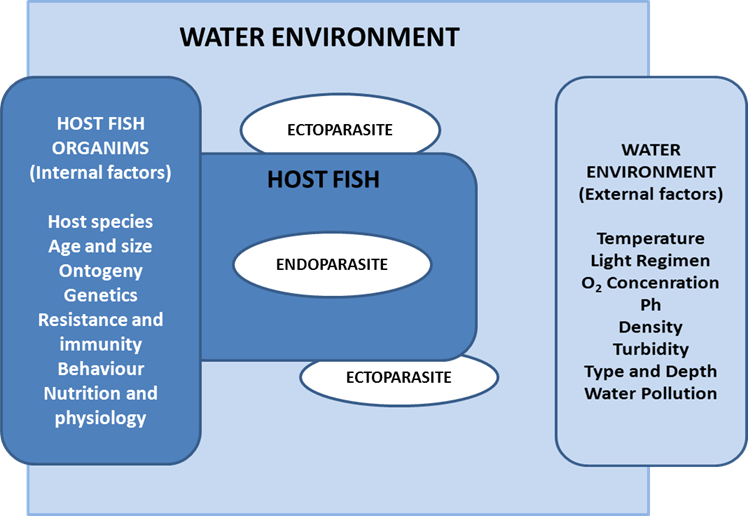 WATER ENVIRONMENT
HOST FISH
ORGANIMS
(Internal factors)
Host species
Age and size
Ontogeny
Genetics
Resistance and
immunity
Behaviour
Nutrition and
physiology
ECTOPARASITE
HOST FISH
ENDOPARASITE
ECTOPARASITE
WATER
ENVIRONMENT
(External factors)
Temperature
Light Regimen
O₂ Concenration
Ph
Density
Turbidity
Type and Depth
Water Pollution